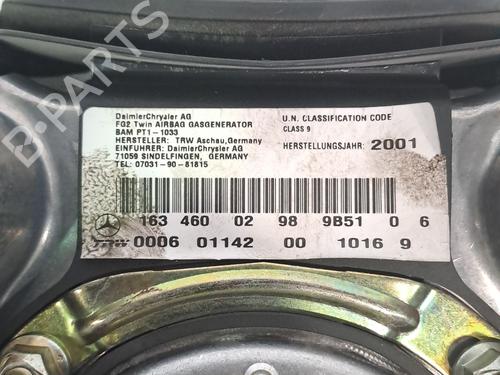 B-PARTS
DaimlerChrysler AG
FG2 Twin AIRBAG GASGENERATOR
BAM PT1-1033
HERSTELLER: TRW Aschau,Germany
EINFUHRER: DaimlerChrysler AG
71059 SINDELFINGEN, GERMANY
TEL: 07031-90-81815
U.N. CLASSIFICATION CODE
CLASS 9
HERSTELLUNGSJAHR: 2001
163 460 02 98 9B51 0 6
TRW 0006 01142 00 1016 9